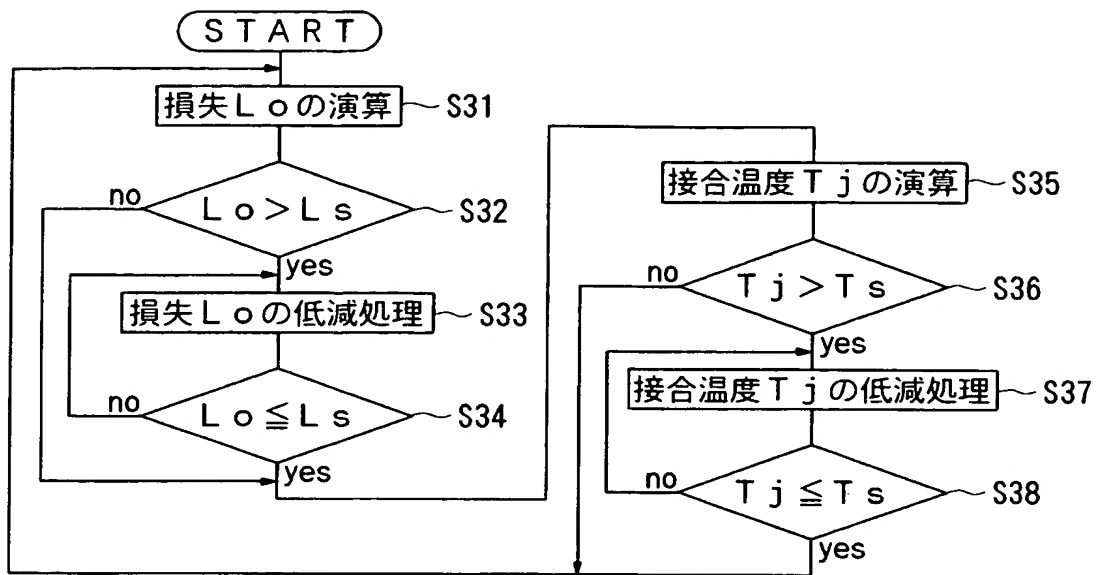 START
損失Loの演算 S31
no Lo>Ls S32
yes
損失Loの低減処理 S33
no Lo≦Ls S34
yes
接合温度Tjの演算 S35
no Tj>Ts S36
yes
接合温度Tjの低減処理 S37
no Tj≦Ts S38
yes